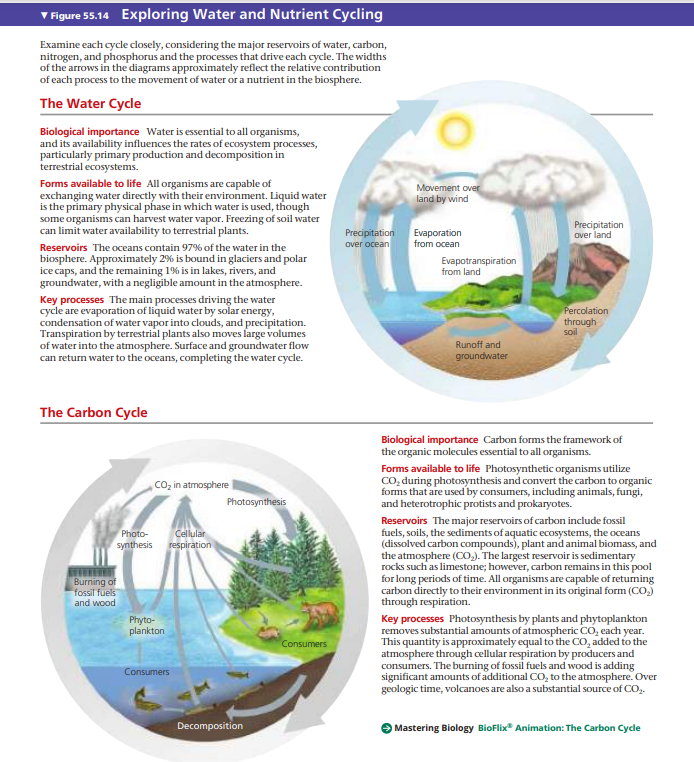 ▼ Figure 55.14 Exploring Water and Nutrient Cycling
Examine each cycle closely, considering the major reservoirs of water, carbon,
nitrogen, and phosphorus and the processes that drive each cycle. The widths
of the arrows in the diagrams approximately reflect the relative contribution
of each process to the movement of water or a nutrient in the biosphere.
The Water Cycle
Biological importance Water is essential to all organisms,
and its availability influences the rates of ecosystem processes,
particularly primary production and decomposition in
terrestrial ecosystems.
Forms available to life All organisms are capable of
exchanging water directly with their environment. Liquid water
is the primary physical phase in which water is used, though
some organisms can harvest water vapor. Freezing of soil water
can limit water availability to terrestrial plants.
Reservoirs The oceans contain 97% of the water in the
biosphere. Approximately 2% is bound in glaciers and polar
ice caps, and the remaining 1% is in lakes, rivers, and
groundwater, with a negligible amount in the atmosphere.
Key processes The main processes driving the water
cycle are evaporation of liquid water by solar energy,
condensation of water vapor into clouds, and precipitation.
Transpiration by terrestrial plants also moves large volumes
of water into the atmosphere. Surface and groundwater flow
can return water to the oceans, completing the water cycle.
Movement over
land by wind
Precipitation
over ocean
Evaporation
from ocean
Precipitation
over land
Evapotranspiration
from land
Percolation
through
soil
Runoff and
groundwater
The Carbon Cycle
CO₂ in atmosphere
Photosynthesis
Photo-
synthesis
Cellular
respiration
Burning of
fossil fuels
and wood
Phyto-
plankton
Consumers
Consumers
Decomposition
Biological importance Carbon forms the framework of
the organic molecules essential to all organisms.
Forms available to life Photosynthetic organisms utilize
CO₂ during photosynthesis and convert the carbon to organic
forms that are used by consumers, including animals, fungi,
and heterotrophic protists and prokaryotes.
Reservoirs The major reservoirs of carbon include fossil
fuels, soils, the sediments of aquatic ecosystems, the oceans
(dissolved carbon compounds), plant and animal biomass, and
the atmosphere (CO₂). The largest reservoir is sedimentary
rocks such as limestone; however, carbon remains in this pool
for long periods of time. All organisms are capable of returning
carbon directly to their environment in its original form (CO₂)
through respiration.
Key processes Photosynthesis by plants and phytoplankton
removes substantial amounts of atmospheric CO₂ each year.
This quantity is approximately equal to the CO₂ added to the
atmosphere through cellular respiration by producers and
consumers. The burning of fossil fuels and wood is adding
significant amounts of additional CO₂ to the atmosphere. Over
geologic time, volcanoes are also a substantial source of CO₂.
Mastering Biology BioFlix® Animation: The Carbon Cycle